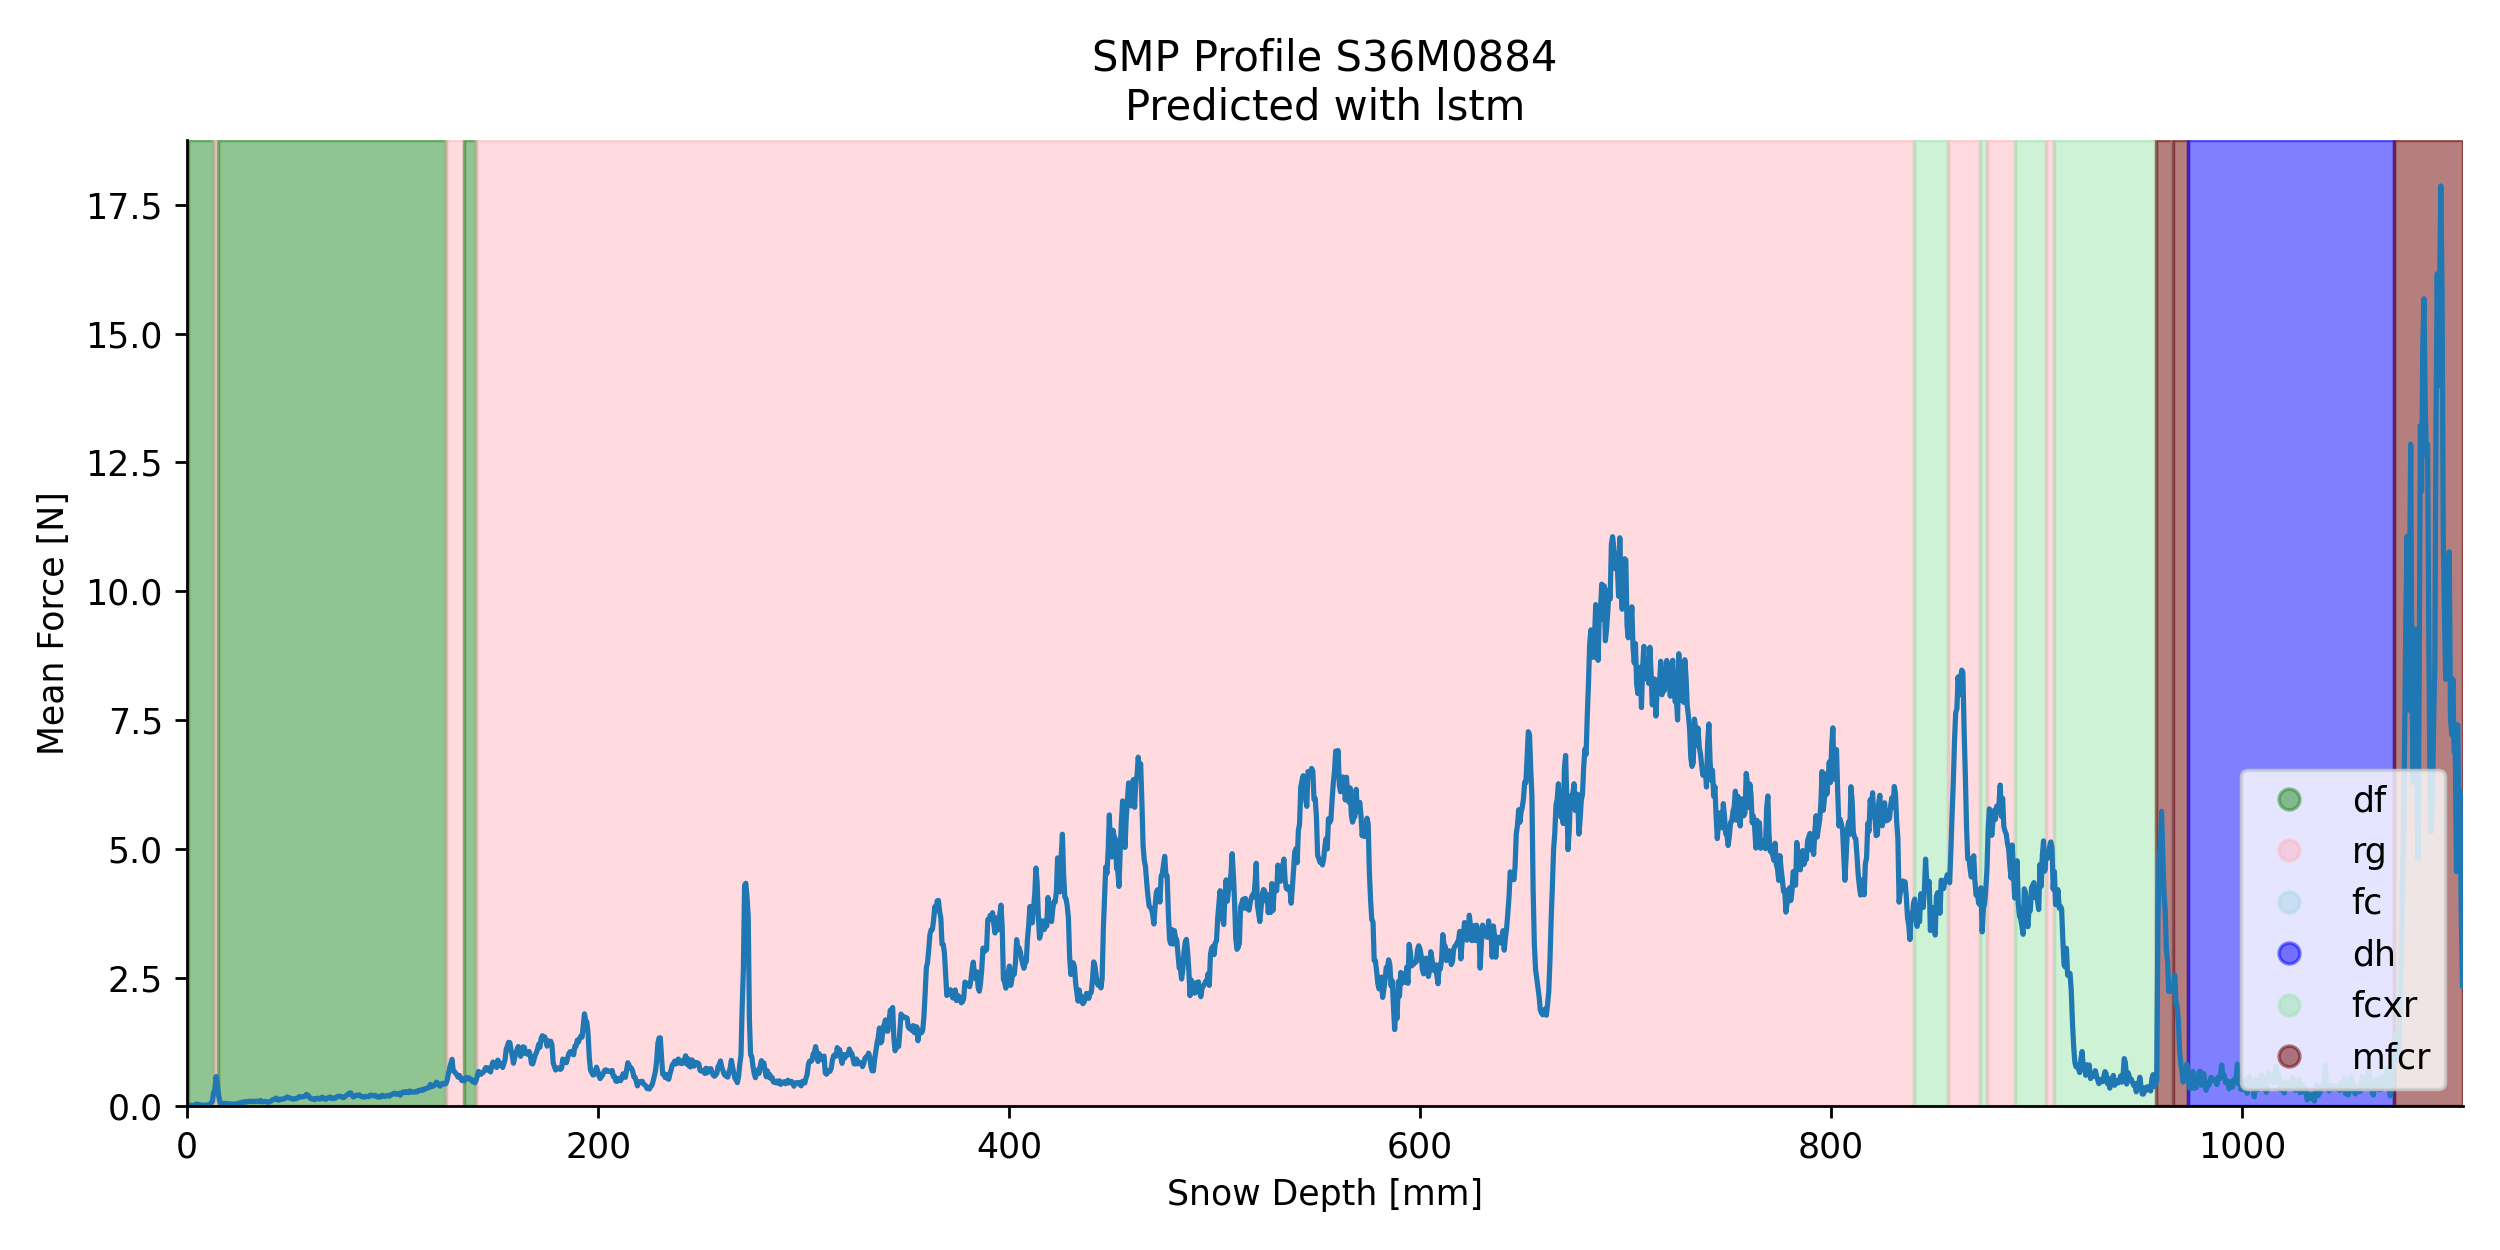 SMP Profile S36M0884
Predicted with lstm
Mean Force [N]
17.5
15.0
12.5
10.0
7.5
5.0
2.5
0.0
0 200 400 600 800 1000
Snow Depth [mm]
df
rg
fc
dh
fcxr
mfcr